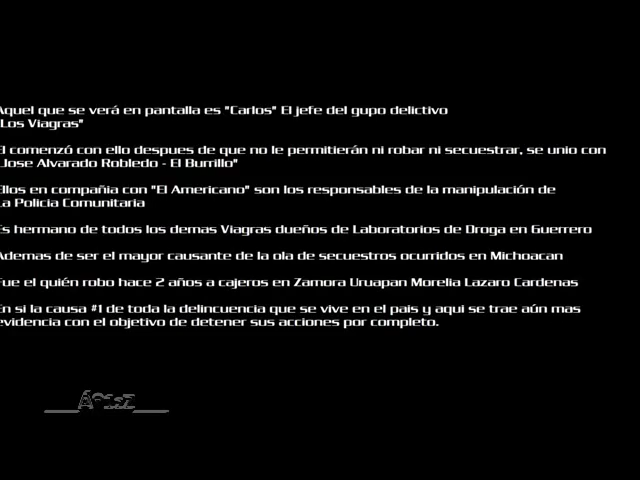 Aquel que se verá en pantalla es "Carlos" El jefe del gupo delictivo
"Los Viagras"
El comenzó con ello despues de que no le permitierán ni robar ni secuestrar, se unio con
"Jose Alvarado Robledo - El Burrillo"
Ellos en compañia con "El Americano" son los responsables de la manipulación de
La Policia Comunitaria
Es hermano de todos los demas Viagras dueños de Laboratorios de Droga en Guerrero
Ademas de ser el mayor causante de la ola de secuestros ocurridos en Michoacan
Fue el quién robo hace 2 años a cajeros en Zamora Uruapan Morelia Lazaro Cardenas
En si la causa #1 de toda la delincuencia que se vive en el pais y aqui se trae aún mas
evidencia con el objetivo de detener sus acciones por completo.